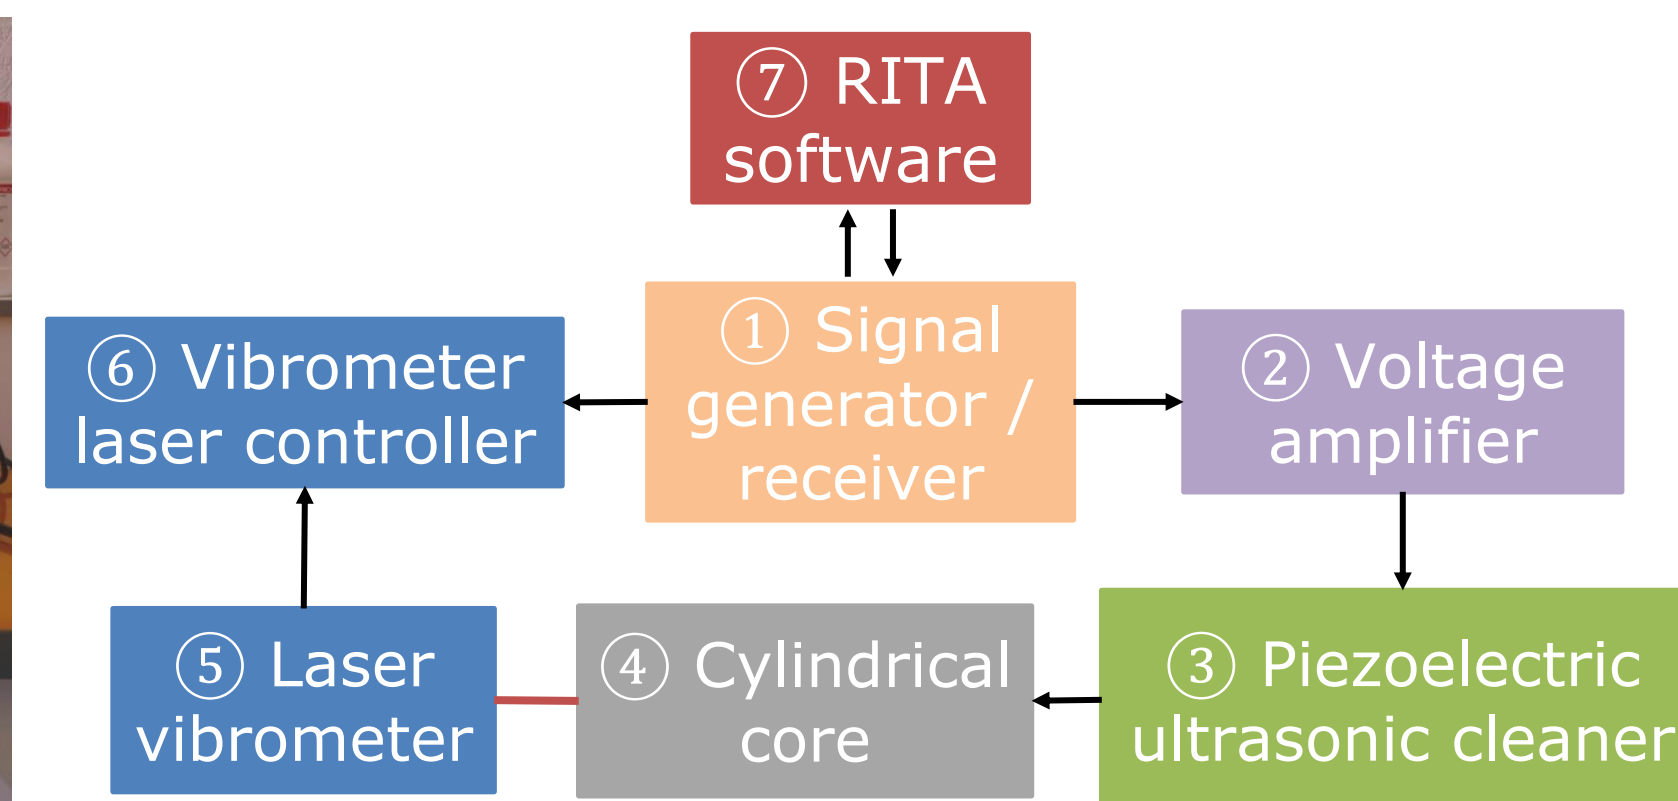 ⑦ RITA
software
① Signal
generator /
receiver
⑥ Vibrometer
laser controller
② Voltage
amplifier
⑤ Laser
vibrometer
④ Cylindrical
core
③ Piezoelectric
ultrasonic cleaner